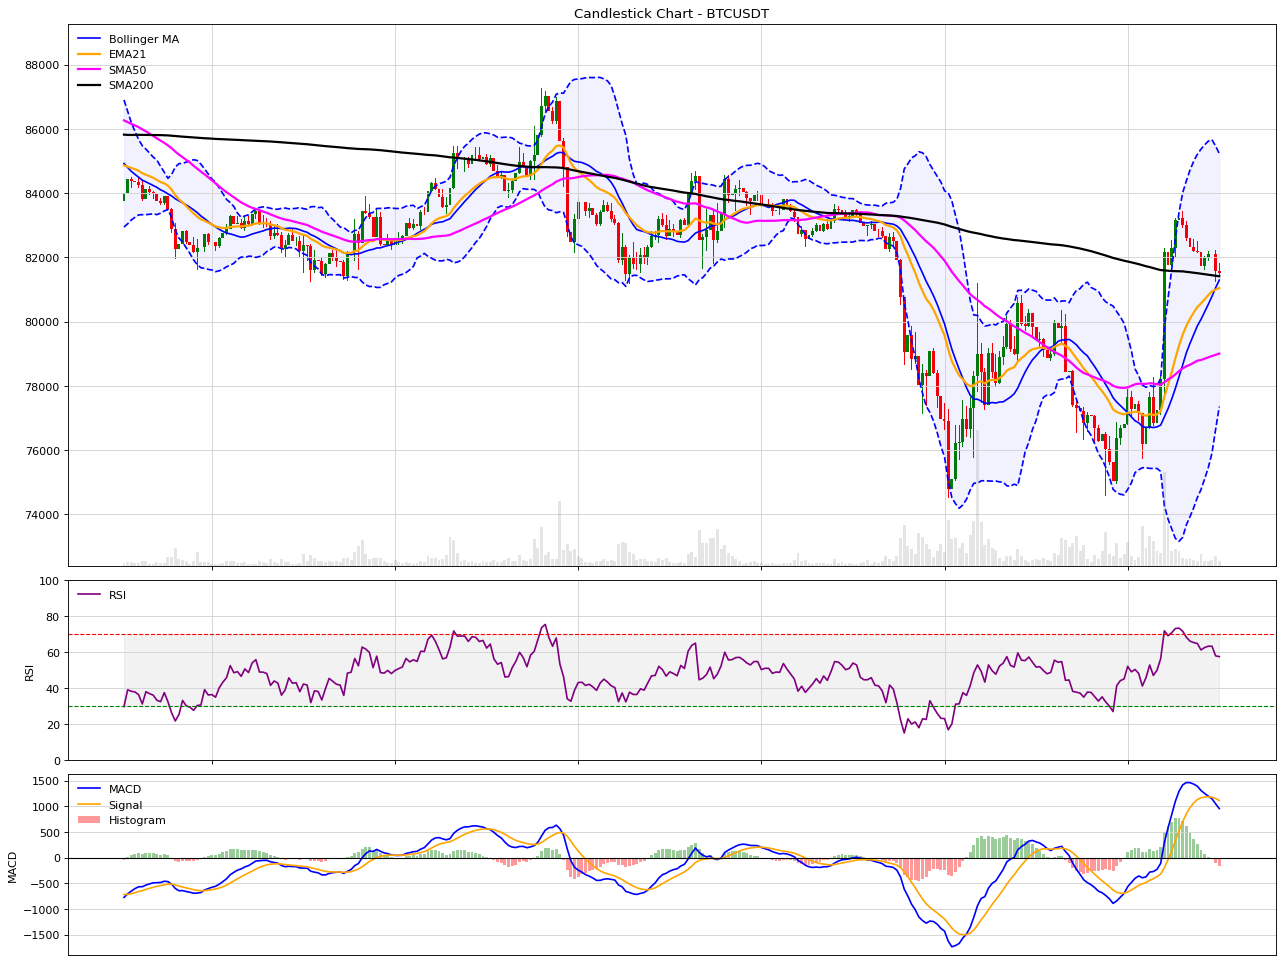 Candlestick Chart - BTCUSDT
Bollinger MA
EMA21
SMA50
SMA200
88000
86000
84000
82000
80000
78000
76000
74000
RSI
100
80
60
40
20
0
RSI
MACD
Signal
Histogram
1500
1000
500
0
−500
−1000
−1500
MACD